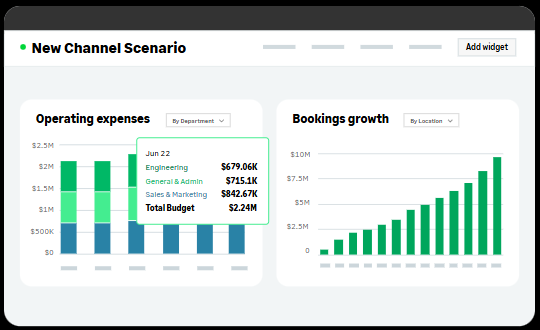 New Channel Scenario
Add widget
Operating expenses
By Department
$2.5M
$2M
$1,5M
$1M
$500K
$0
Jun 22
Engineering $679.06K
General & Admin $715.1K
Sales & Marketing $842.67K
Total Budget $2.24M
Bookings growth
By Location
$10M
$7.5M
$5M
$2.5M
0